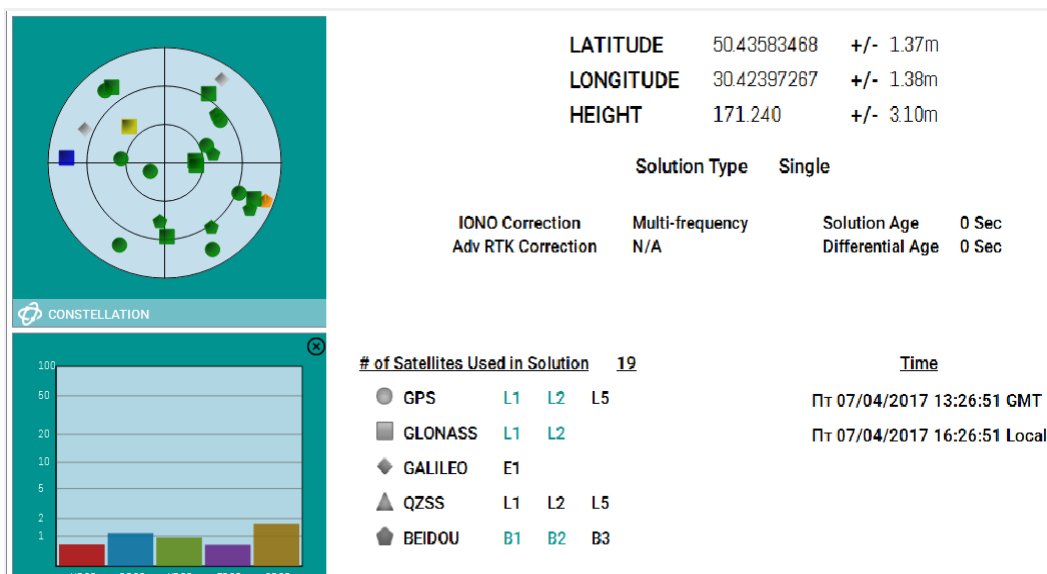 LATITUDE 50.43583468 +/- 1.37m
LONGITUDE 30.42397267 +/- 1.38m
HEIGHT 171.240 +/- 3.10m
Solution Type Single
IONO Correction Multi-frequency Solution Age 0 Sec
Adv RTK Correction N/A Differential Age 0 Sec
CONSTELLATION
100
50
20
10
5
2
1
# of Satellites Used in Solution 19
GPS L1 L2 L5
GLONASS L1 L2
GALILEO E1
QZSS L1 L2 L5
BEIDOU B1 B2 B3
Time
Пт 07/04/2017 13:26:51 GMT
Пт 07/04/2017 16:26:51 Local